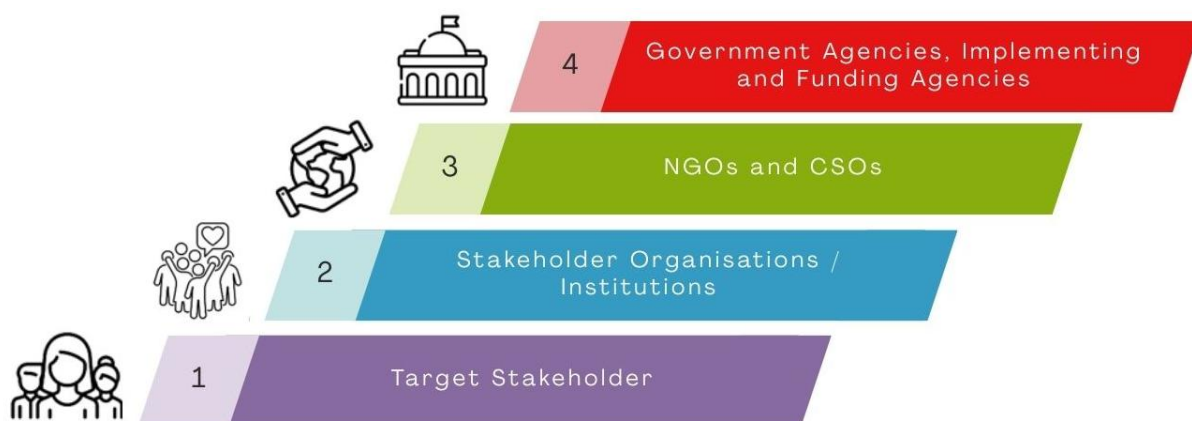 4
Government Agencies, Implementing
and Funding Agencies
3
NGOs and CSOs
2
Stakeholder Organisations /
Institutions
1
Target Stakeholder